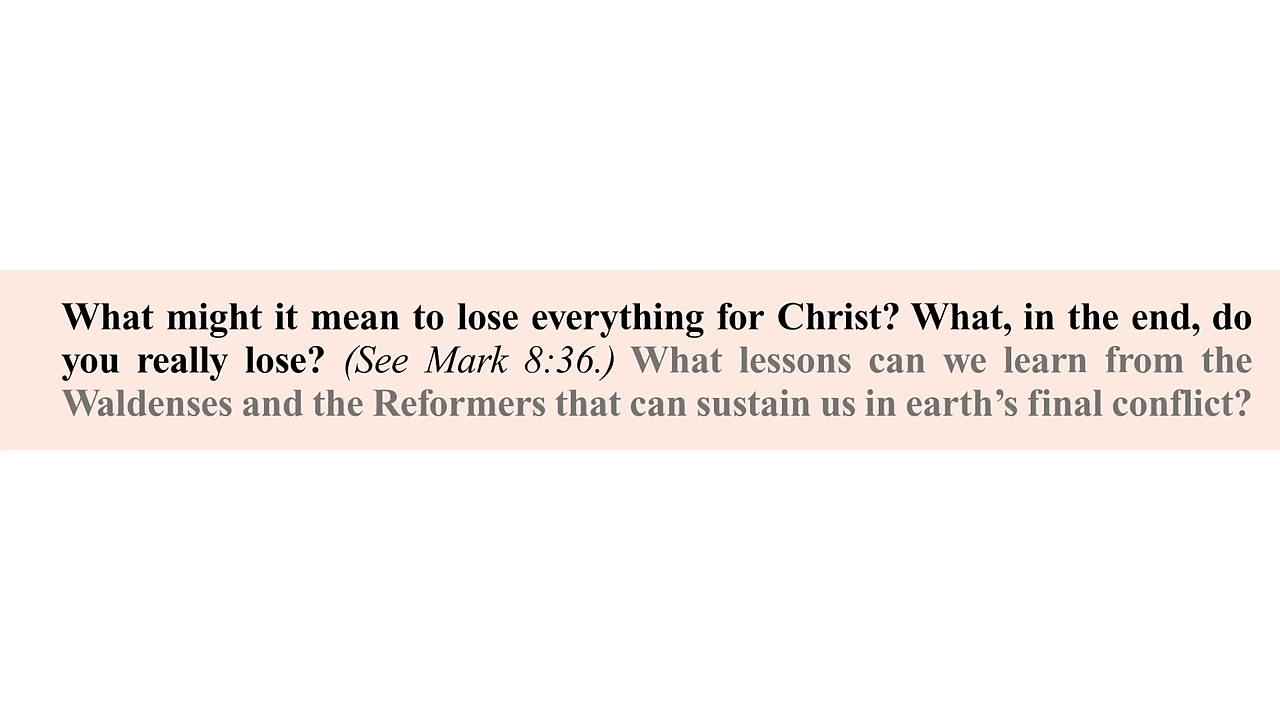 What might it mean to lose everything for Christ? What, in the end, do
you really lose? (See Mark 8:36.) What lessons can we learn from the
Waldenses and the Reformers that can sustain us in earth’s final conflict?